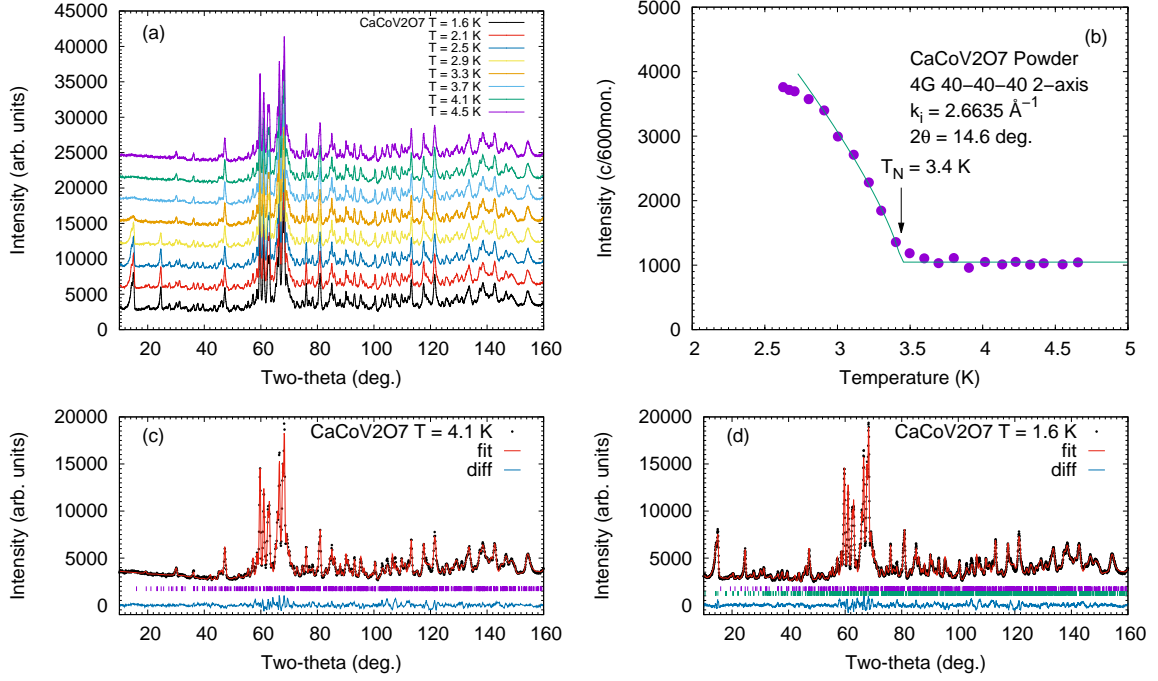 (a)
CaCoV2O7 T = 1.6 K
T = 2.1 K
T = 2.5 K
T = 2.9 K
T = 3.3 K
T = 3.7 K
T = 4.1 K
T = 4.5 K
Intensity (arb. units)
45000
40000
35000
30000
25000
20000
15000
10000
5000
0
20 40 60 80 100 120 140 160
Two-theta (deg.)
(b)
CaCoV2O7 Powder
4G 40-40-40 2-axis
k_i = 2.6635 Å⁻¹
2θ = 14.6 deg.
T_N = 3.4 K
Intensity (c/600mon.)
5000
4000
3000
2000
1000
0
2 2.5 3 3.5 4 4.5 5
Temperature (K)
(c)
CaCoV2O7 T = 4.1 K
fit
diff
Intensity (arb. units)
20000
15000
10000
5000
0
20 40 60 80 100 120 140 160
Two-theta (deg.)
(d)
CaCoV2O7 T = 1.6 K
fit
diff
Intensity (arb. units)
20000
15000
10000
5000
0
20 40 60 80 100 120 140 160
Two-theta (deg.)